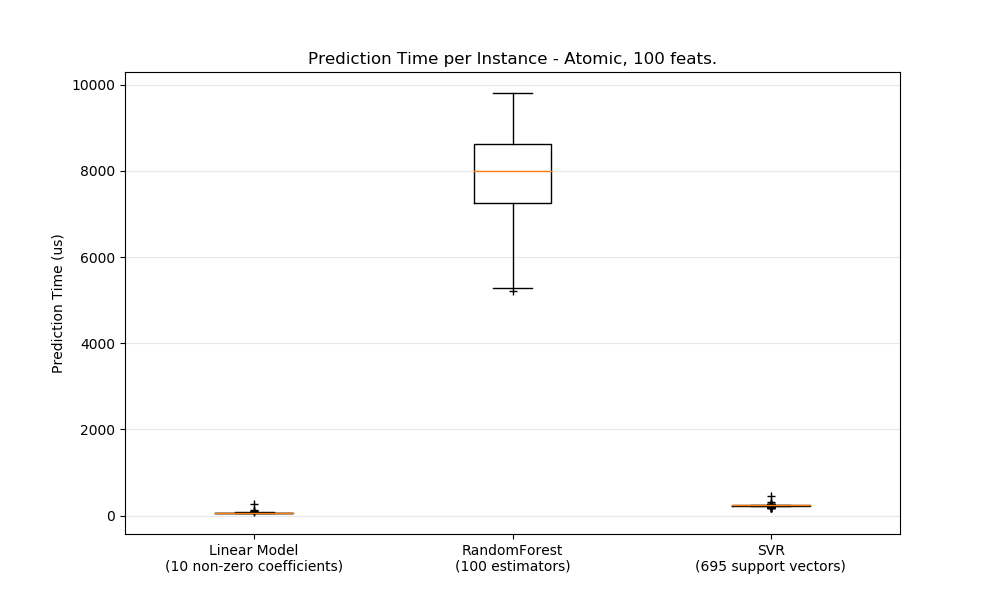 Prediction Time per Instance - Atomic, 100 feats.
10000
8000
6000
4000
2000
0
Prediction Time (us)
Linear Model
(10 non-zero coefficients)
RandomForest
(100 estimators)
SVR
(695 support vectors)